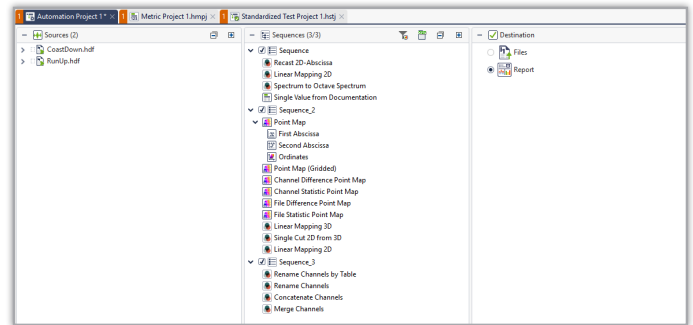 1 Automation Project 1* × 1 Metric Project 1.hmpj × 1 Standardized Test Project 1.hstj ×
Sources (2)
CoastDown.hdf
RunUp.hdf
Sequences (3/3)
Sequence
Recast 2D-Abscissa
Linear Mapping 2D
Spectrum to Octave Spectrum
Single Value from Documentation
Sequence_2
Point Map
First Abscissa
Second Abscissa
Ordinates
Point Map (Gridded)
Channel Difference Point Map
Channel Statistic Point Map
File Difference Point Map
File Statistic Point Map
Linear Mapping 3D
Single Cut 2D from 3D
Linear Mapping 2D
Sequence_3
Rename Channels by Table
Rename Channels
Concatenate Channels
Merge Channels
Destination
Files
Report